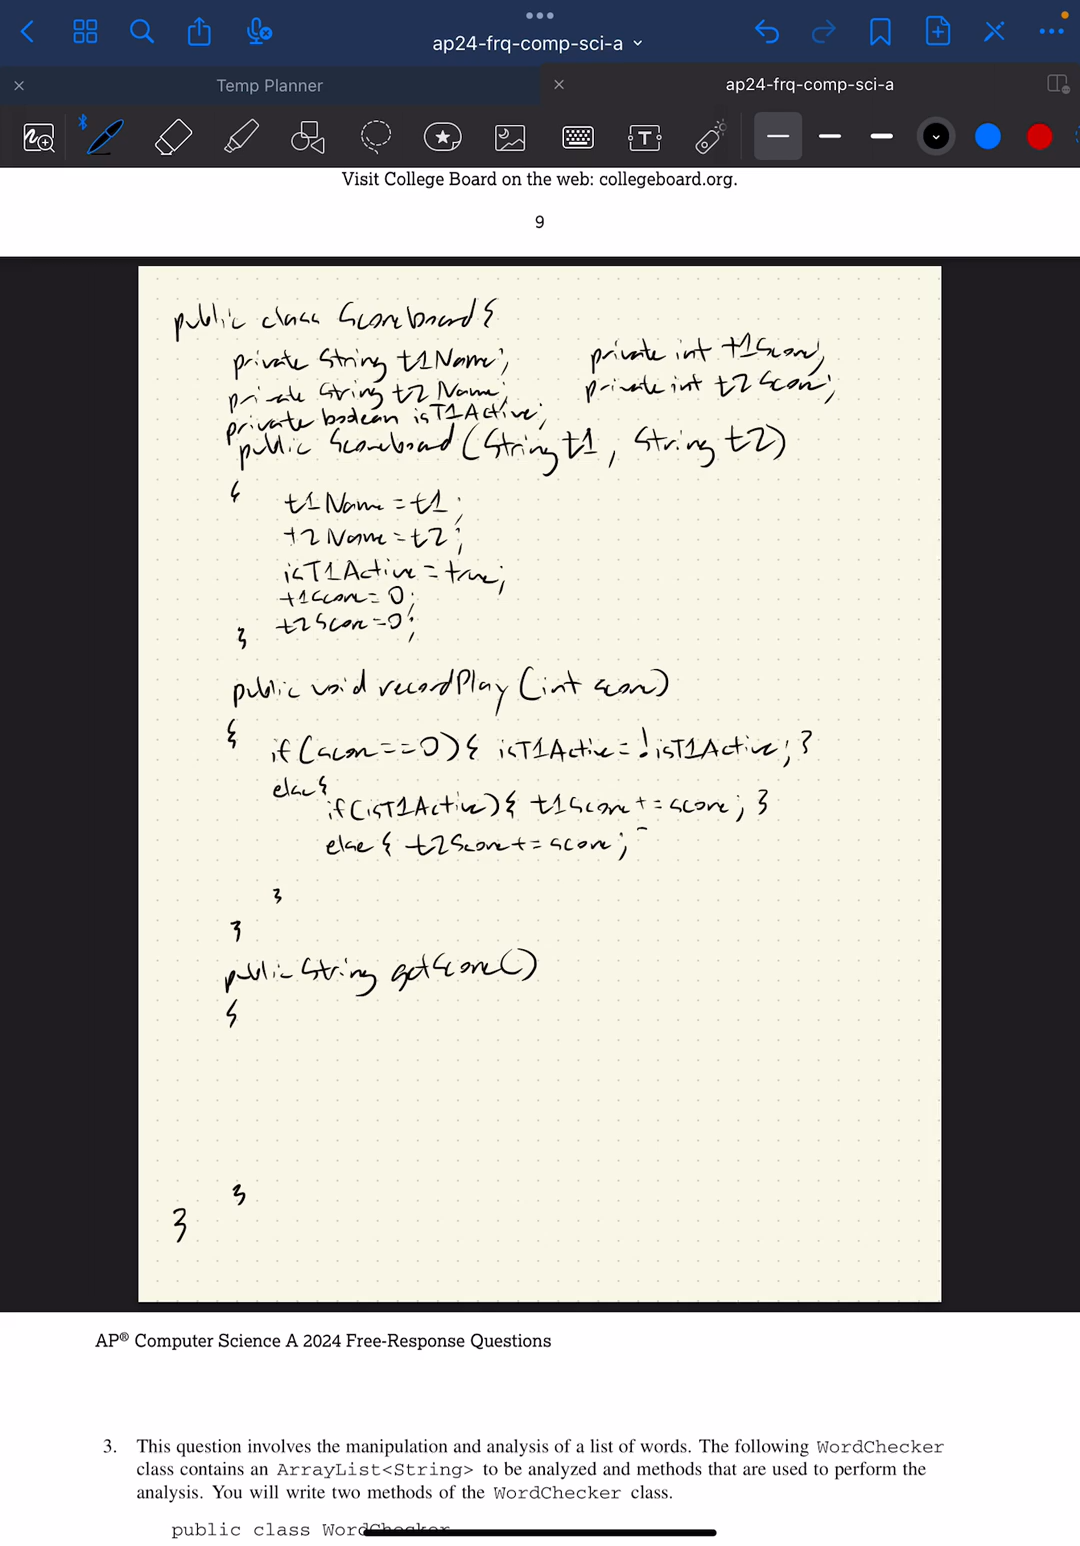 ap24-frq-comp-sci-a
Temp Planner
ap24-frq-comp-sci-a
Visit College Board on the web: collegeboard.org.
9
public class Scoreboard {
private String t1Name;
private int t1Score;
private String t2Name;
private int t2Score;
private boolean isT1Active;
public Scoreboard (String t1, String t2)
{
t1Name = t1;
t2Name = t2;
isT1Active = true;
t1Score = 0;
t2Score = 0;
}
public void recordPlay (int score)
{
if (score == 0) { isT1Active = !isT1Active; }
else {
if (isT1Active) { t1Score += score; }
else { t2Score += score;
}
}
public String getScore()
{
}
}
AP® Computer Science A 2024 Free-Response Questions
3. This question involves the manipulation and analysis of a list of words. The following WordChecker
class contains an ArrayList<String> to be analyzed and methods that are used to perform the
analysis. You will write two methods of the WordChecker class.
public class WordChecker